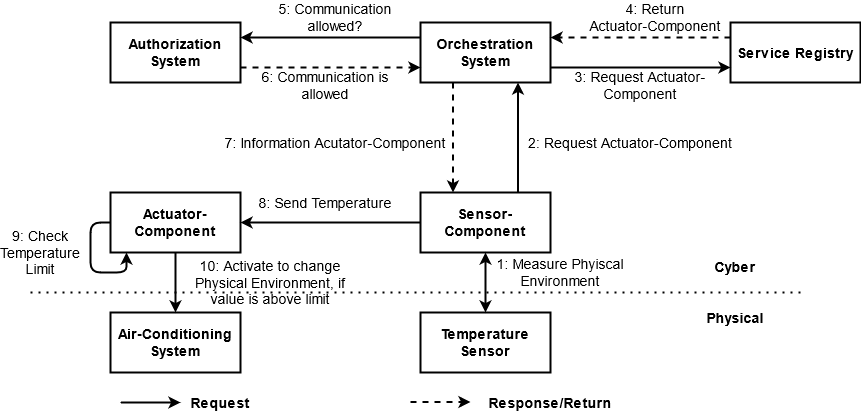 5: Communication
allowed?
4: Return
Actuator-Component
Authorization
System
Orchestration
System
Service Registry
6: Communication is
allowed
3: Request Actuator-
Component
7: Information Acutator-Component
2: Request Actuator-Component
8: Send Temperature
Actuator-
Component
Sensor-
Component
9: Check
Temperature
Limit
10: Activate to change
Physical Environment, if
value is above limit
1: Measure Phyiscal
Environment
Cyber
Physical
Air-Conditioning
System
Temperature
Sensor
Request
Response/Return